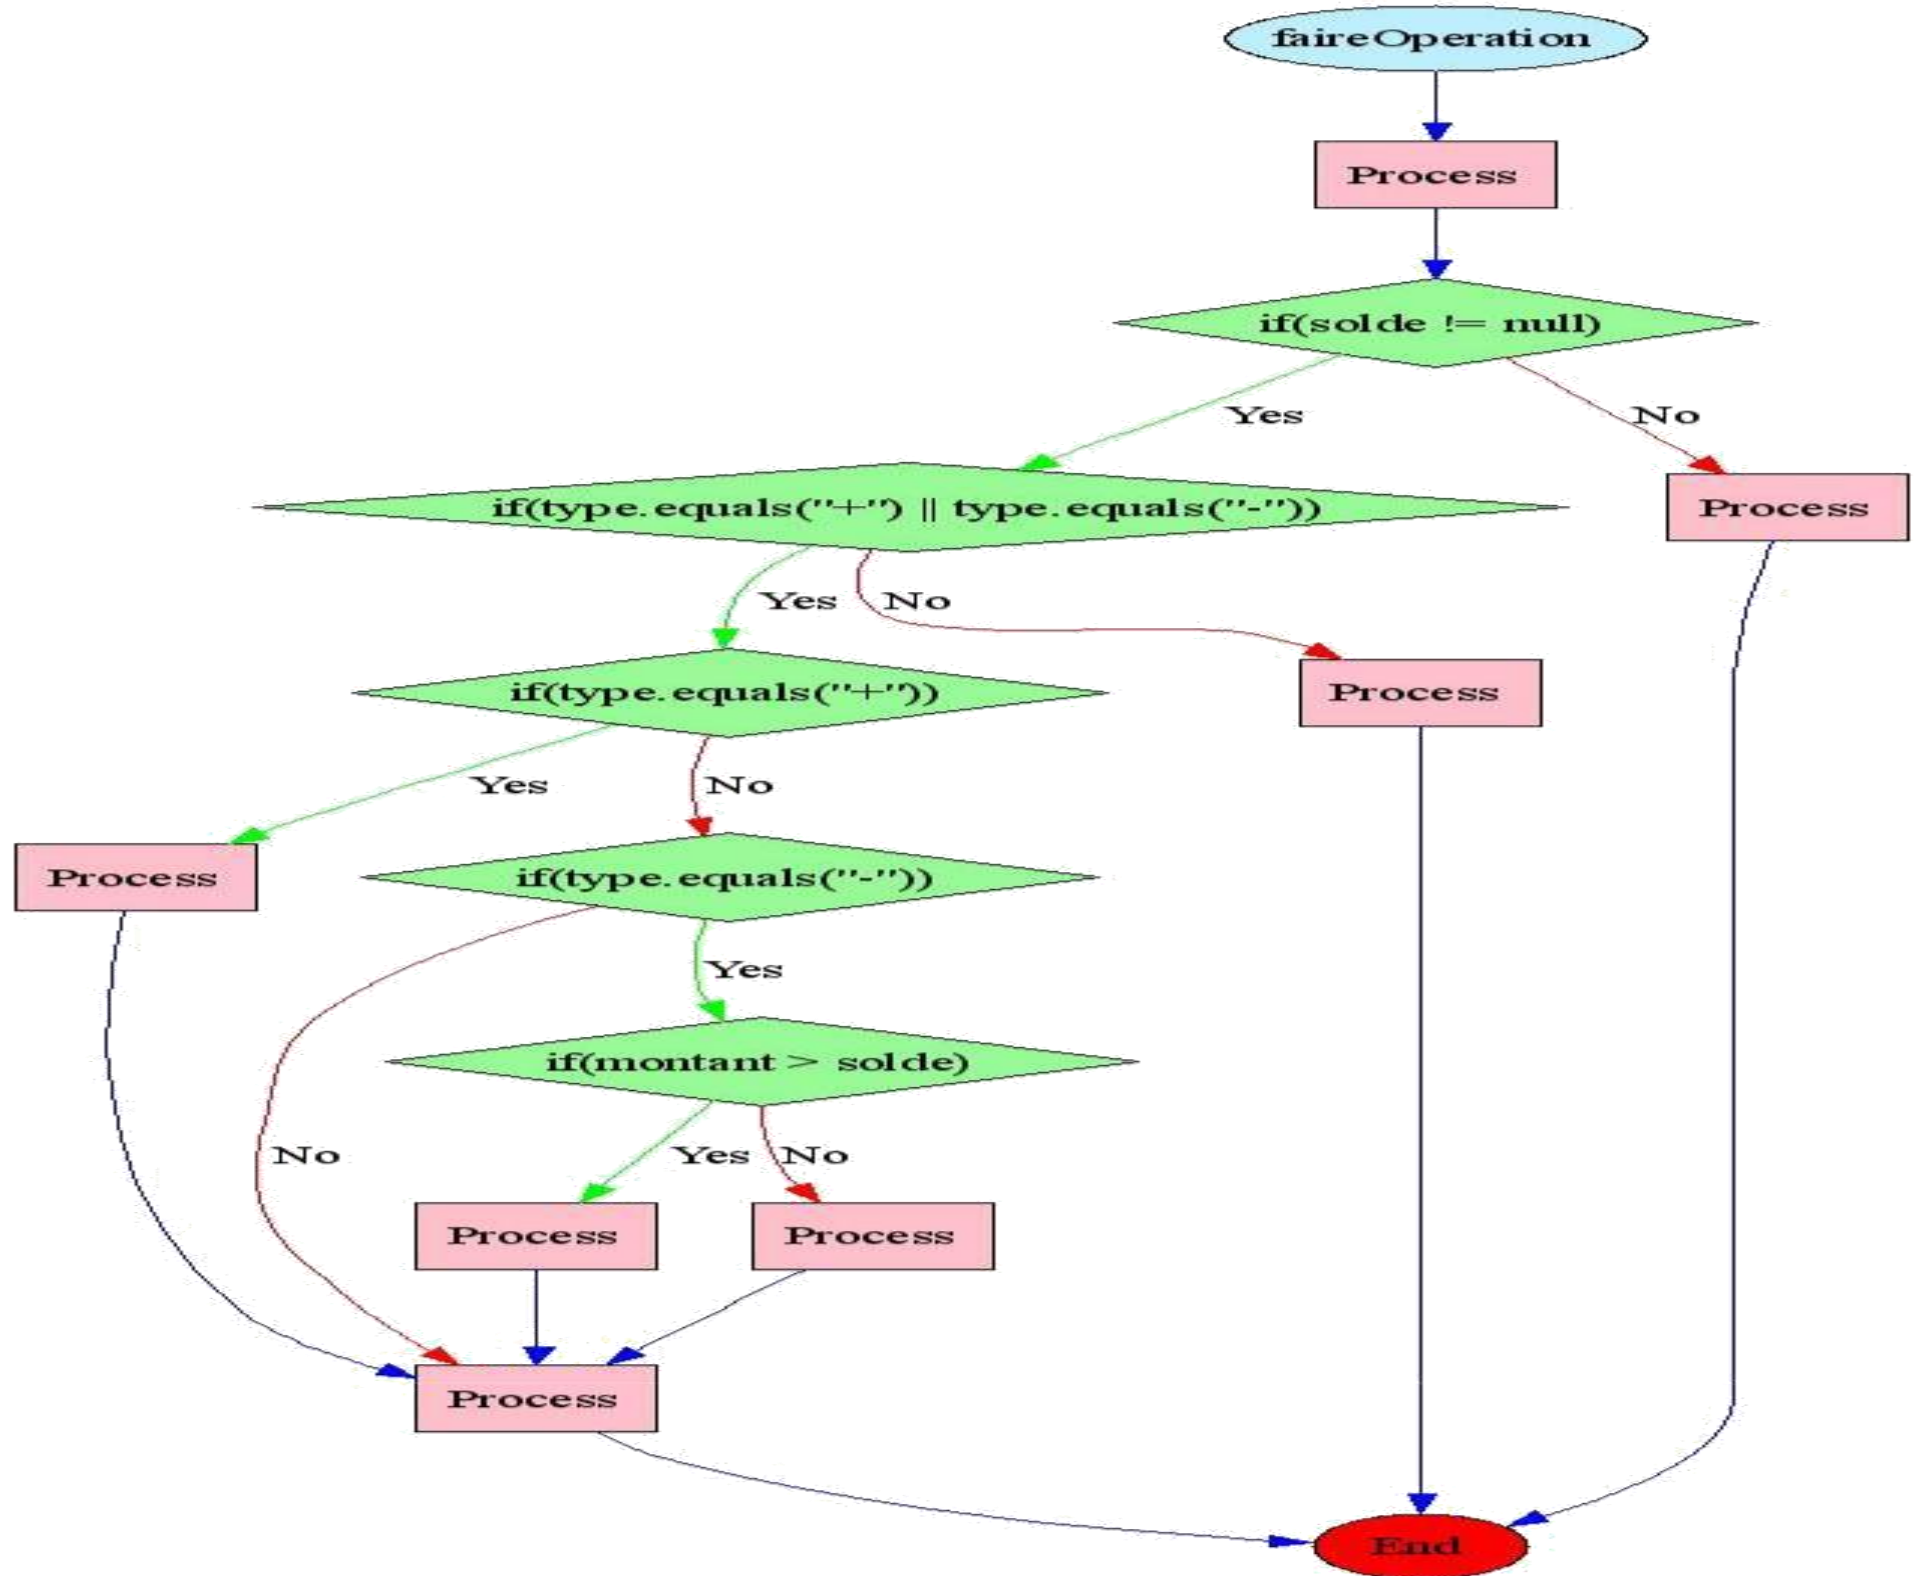 faireOperation
Process
if(solde != null)
Yes
No
if(type.equals("+") || type.equals("-"))
Process
Yes
No
if(type.equals("+"))
Process
Yes
No
Process
if(type.equals("-"))
Yes
if(montant > solde)
No
Yes
No
Process
Process
Process
End